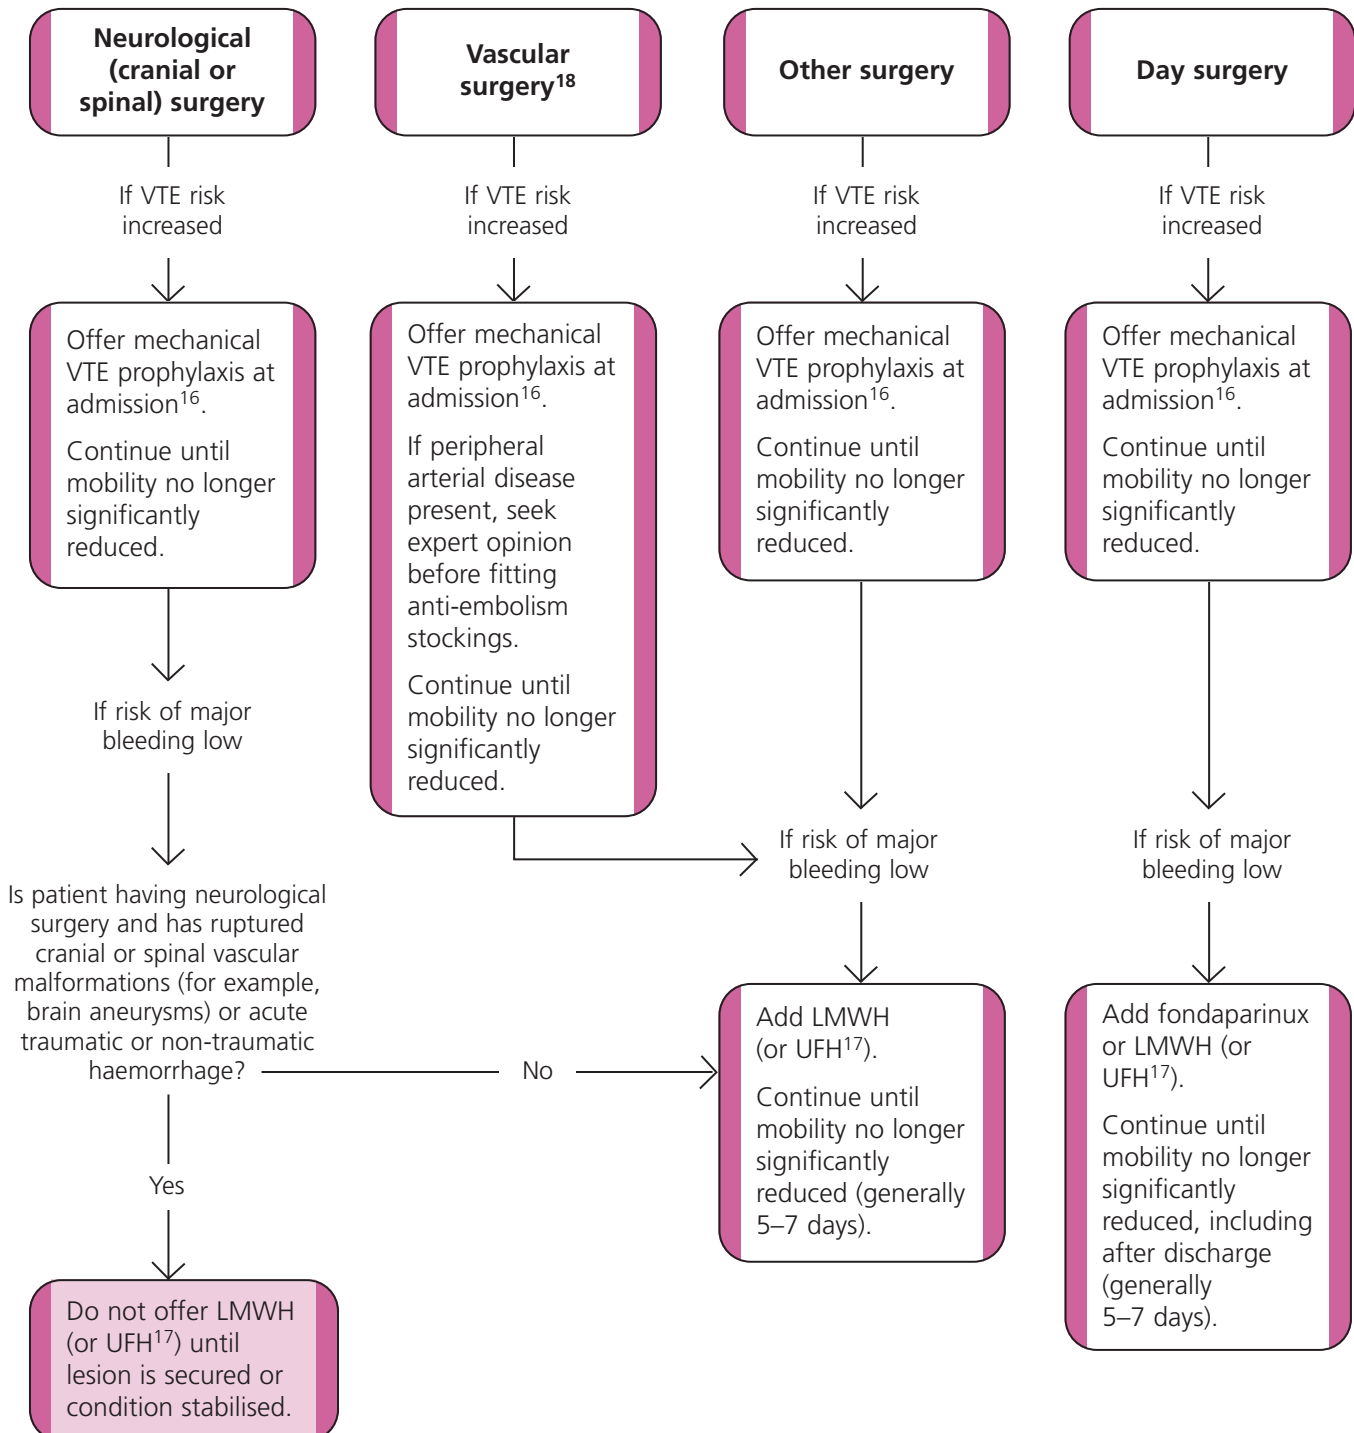 Neurological
(cranial or
spinal) surgery
If VTE risk
increased
Offer mechanical
VTE prophylaxis at
admission16.
Continue until
mobility no longer
significantly
reduced.
If risk of major
bleeding low
Is patient having neurological
surgery and has ruptured
cranial or spinal vascular
malformations (for example,
brain aneurysms) or acute
traumatic or non-traumatic
haemorrhage?
No
Yes
Do not offer LMWH
(or UFH17) until
lesion is secured or
condition stabilised.
Vascular
surgery18
If VTE risk
increased
Offer mechanical
VTE prophylaxis at
admission16.
If peripheral
arterial disease
present, seek
expert opinion
before fitting
anti-embolism
stockings.
Continue until
mobility no longer
significantly
reduced.
Other surgery
If VTE risk
increased
Offer mechanical
VTE prophylaxis at
admission16.
Continue until
mobility no longer
significantly
reduced.
If risk of major
bleeding low
Add LMWH
(or UFH17).
Continue until
mobility no longer
significantly
reduced (generally
5–7 days).
Day surgery
If VTE risk
increased
Offer mechanical
VTE prophylaxis at
admission16.
Continue until
mobility no longer
significantly
reduced.
If risk of major
bleeding low
Add fondaparinux
or LMWH (or
UFH17).
Continue until
mobility no longer
significantly
reduced, including
after discharge
(generally
5–7 days).